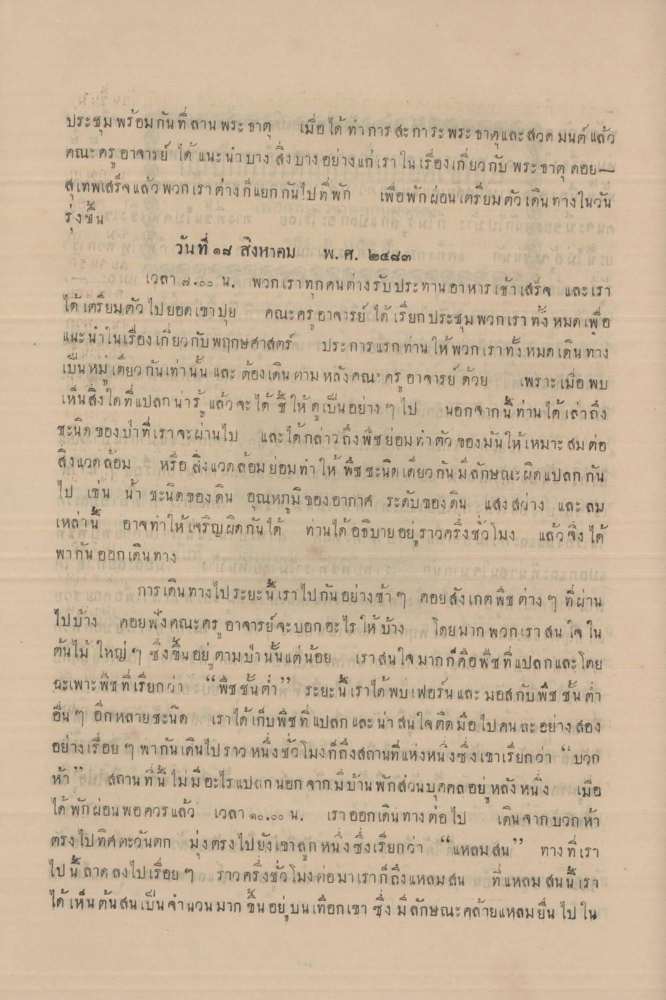 ประชุมพร้อมกันที่ลานพระธาตุ เมื่อได้ทำการสะการะพระธาตุและสวดมนต์แล้ว
คณะครูอาจารย์ ได้แนะนำบางสิ่งบางอย่างแก่เราในเรื่องเกี่ยวกับพระธาตุดอย—
สุเทพเสร็จแล้วพวกเราต่างก็แยกกันไปที่พัก เพื่อพักผ่อนเตรียมตัวเดินทางในวัน
รุ่งขึ้น
วันที่ ๑๘ สิงหาคม พ.ศ. ๒๔๘๓
เวลา ๗.๐๐ น. พวกเราทุกคนต่างรับประทานอาหารเช้าเสร็จ และเรา
ได้เตรียมตัวไปยอดเขาปุย คณะครูอาจารย์ได้เรียกประชุมพวกเราทั้งหมดเพื่อ
แนะนำในเรื่องเกี่ยวกับพฤกษศาสตร์ ประการแรกท่านให้พวกเราทั้งหมดเดินทาง
เป็นหมู่เดียวกันเท่านั้น และต้องเดินตามหลังคณะครูอาจารย์ด้วย เพราะเมื่อพบ
เห็นสิ่งใดที่แปลกน่ารู้แล้วจะได้ชี้ให้ดูเป็นอย่างๆไป นอกจากนี้ท่านได้เล่าถึง
ชะนิดของป่าที่เราจะผ่านไป และได้กล่าวถึงพืชย่อมทำตัวของมันให้เหมาะสมต่อ
สิ่งแวดล้อม หรือสิ่งแวดล้อมย่อมทำให้พืชชะนิดเดียวกันมีลักษณะผิดแปลกกัน
ไป เช่น น้ำ ชะนิดของดิน อุณหภูมิของอากาศ ระดับของดิน แสงสว่าง และลม
เหล่านี้ อาจทำให้เจริญผิดกันได้ ท่านได้อธิบายอยู่ราวครึ่งชั่วโมง แล้วจึงได้
พากันออกเดินทาง
การเดินทางไประยะนี้เราไปกันอย่างช้าๆ คอยสังเกตพืชต่างๆที่ผ่าน
ไปบ้าง คอยฟังคณะครูอาจารย์จะบอกอะไรให้บ้าง โดยมากพวกเราสนใจใน
ต้นไม้ใหญ่ๆ ซึ่งขึ้นอยู่ตามป่านั้นแต่น้อย เราสนใจมากก็คือพืชที่แปลกและโดย
ฉะเพาะพืชที่เรียกว่า “พืชชั้นต่ำ” ระยะนี้เราได้พบเฟอร์นและมอสกับพืชชั้นต่ำ
อื่นๆ อีกหลายชะนิด เราได้เก็บพืชที่แปลกและน่าสนใจติดมือไปคนละอย่างสอง
อย่างเรื่อยๆ พากันเดินไปราวหนึ่งชั่วโมงก็ถึงสถานที่แห่งหนึ่งซึ่งเขาเรียกว่า “บวก
ห้า” สถานที่นี้ไม่มีอะไรแปลกนอกจากมีบ้านพักส่วนบุคคลอยู่หลังหนึ่ง เมื่อ
ได้พักผ่อนพอควรแล้ว เวลา ๑๐.๐๐ น. เราออกเดินทางต่อไป เดินจากบวกห้า
ตรงไปทิศตะวันตก มุ่งตรงไปยังเขาลูกหนึ่งซึ่งเรียกว่า “แหลมสน” ทางที่เรา
ไปนี้ลาดลงไปเรื่อยๆ ราวครึ่งชั่วโมงต่อมาเราก็ถึงแหลมสน ที่แหลมสนนี้เรา
ได้เห็นต้นสนเป็นจำนวนมากขึ้นอยู่บนเทือกเขา ซึ่งมีลักษณะคล้ายแหลมยื่นไปใน